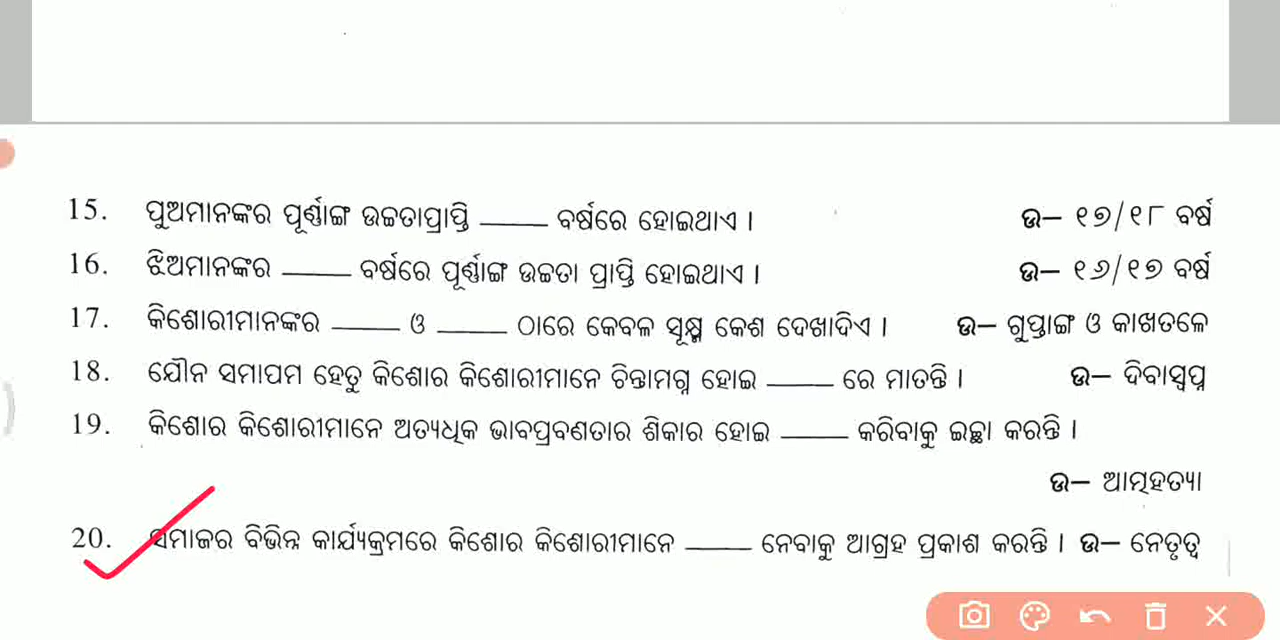 15. ପୁଅମାନଙ୍କର ପୂର୍ଣ୍ଣାଙ୍ଗ ଉଚ୍ଚତାପ୍ରାପ୍ତି ____ ବର୍ଷରେ ହୋଇଥାଏ । ଉ– ୧୭/୧୮ ବର୍ଷ
16. ଝିଅମାନଙ୍କର ____ ବର୍ଷରେ ପୂର୍ଣ୍ଣାଙ୍ଗ ଉଚ୍ଚତା ପ୍ରାପ୍ତି ହୋଇଥାଏ । ଉ– ୧୬/୧୭ ବର୍ଷ
17. କିଶୋରୀମାନଙ୍କର ____ ଓ ____ ଠାରେ କେବଳ ସୂକ୍ଷ୍ମ କେଶ ଦେଖାଦିଏ । ଉ– ଗୁପ୍ତାଙ୍ଗ ଓ କାଖତଳେ
18. ଯୌନ ସମାପମ ହେତୁ କିଶୋର କିଶୋରୀମାନେ ଚିନ୍ତାମଗ୍ନ ହୋଇ ____ ରେ ମାତନ୍ତି । ଉ– ଦିବାସ୍ୱପ୍ନ
19. କିଶୋର କିଶୋରୀମାନେ ଅତ୍ୟଧିକ ଭାବପ୍ରବଣତାର ଶିକାର ହୋଇ ____ କରିବାକୁ ଇଚ୍ଛା କରନ୍ତି ।
ଉ– ଆତ୍ମହତ୍ୟା
20. ସମାଜର ବିଭିନ୍ନ କାର୍ଯ୍ୟକ୍ରମରେ କିଶୋର କିଶୋରୀମାନେ ____ ନେବାକୁ ଆଗ୍ରହ ପ୍ରକାଶ କରନ୍ତି । ଉ– ନେତୃତ୍ୱ